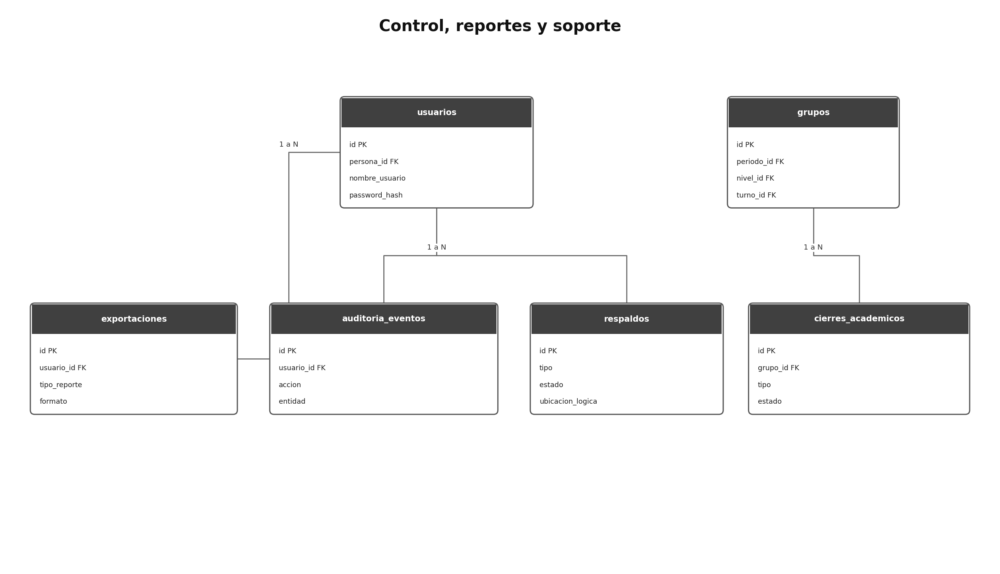 Control, reportes y soporte
usuarios
id PK
persona_id FK
nombre_usuario
password_hash
grupos
id PK
periodo_id FK
nivel_id FK
turno_id FK
1 a N
1 a N
1 a N
exportaciones
id PK
usuario_id FK
tipo_reporte
formato
auditoria_eventos
id PK
usuario_id FK
accion
entidad
respaldos
id PK
tipo
estado
ubicacion_logica
cierres_academicos
id PK
grupo_id FK
tipo
estado